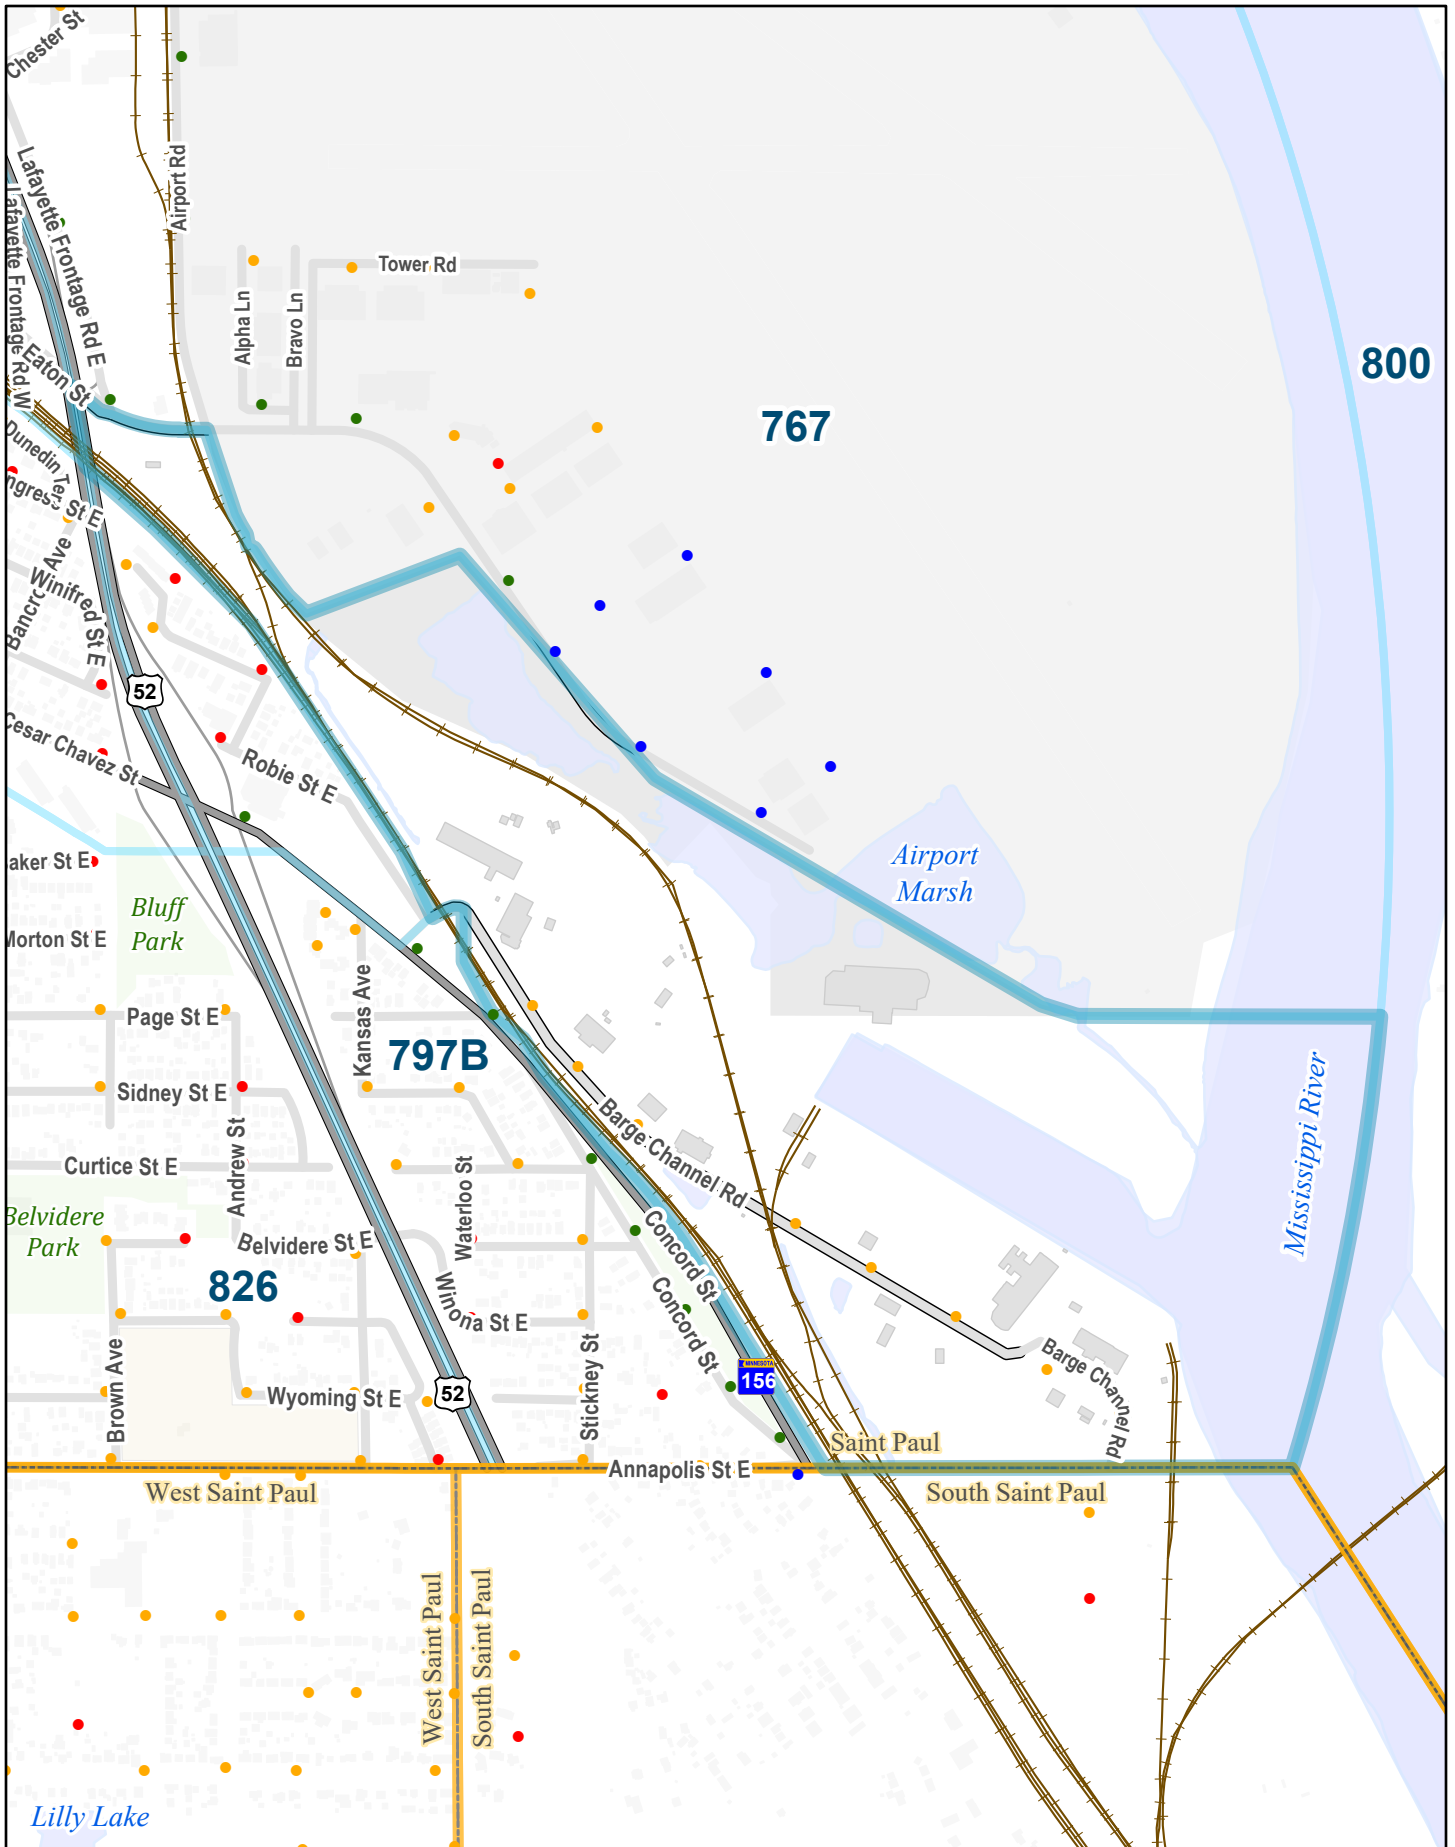 Chester St
Lafayette Frontage Rd E
Lafayette Frontage Rd W
Airport Rd
Tower Rd
Alpha Ln
Bravo Ln
Eaton St
800
767
Dunedin Ter
ngress St E
Bancro Ave
Winifred St E
52
Cesar Chavez St
Robie St E
aker St E
Airport
Marsh
Bluff
Park
Morton St E
Kansas Ave
Page St E
797B
Sidney St E
Barge Channel Rd
Mississippi River
Curtice St E
Andrew St
Waterloo St
Belvidere
Park
Belvidere St E
Concord St
826
Winona St E
Concord St
Stickney St
Brown Ave
Wyoming St E
52
MINNESOTA
156
Barge Channel Rd
Saint Paul
Annapolis St E
West Saint Paul
South Saint Paul
West Saint Paul
South Saint Paul
Lilly Lake